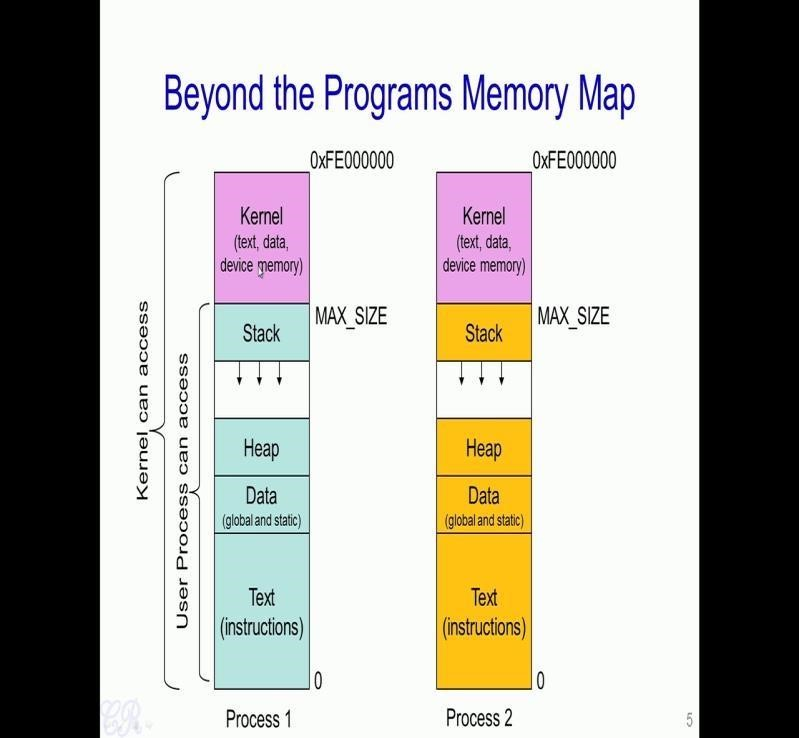 Beyond the Programs Memory Map
0xFE000000
0xFE000000
Kernel
(text, data,
device memory)
Kernel
(text, data,
device memory)
MAX_SIZE
MAX_SIZE
Stack
Stack
Kernel can access
User Process can access
Heap
Heap
Data
(global and static)
Data
(global and static)
Text
(instructions)
Text
(instructions)
0
0
Process 1
Process 2
CR
5